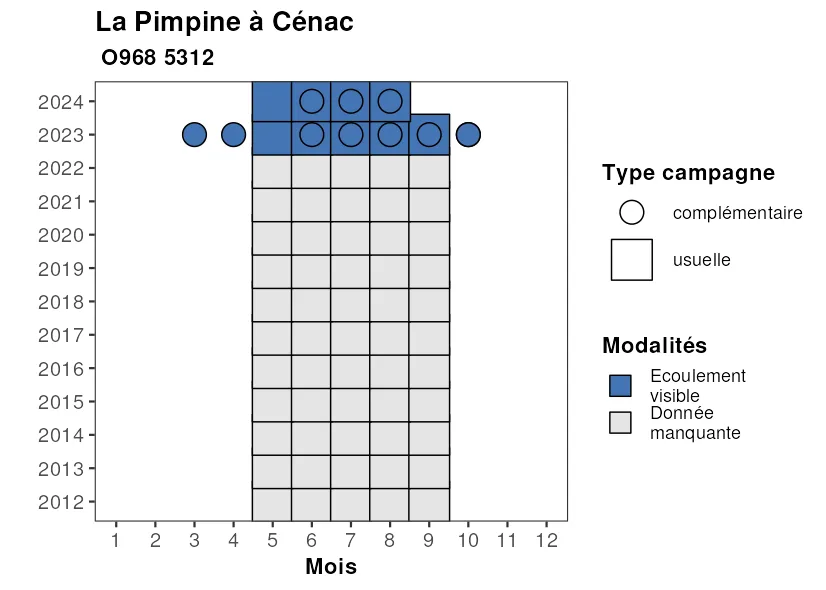 La Pimpine à Cénac
O968 5312
2024
2023
2022
2021
2020
2019
2018
2017
2016
2015
2014
2013
2012
1 2 3 4 5 6 7 8 9 10 11 12
Mois
Type campagne
complémentaire
usuelle
Modalités
Ecoulement
visible
Donnée
manquante